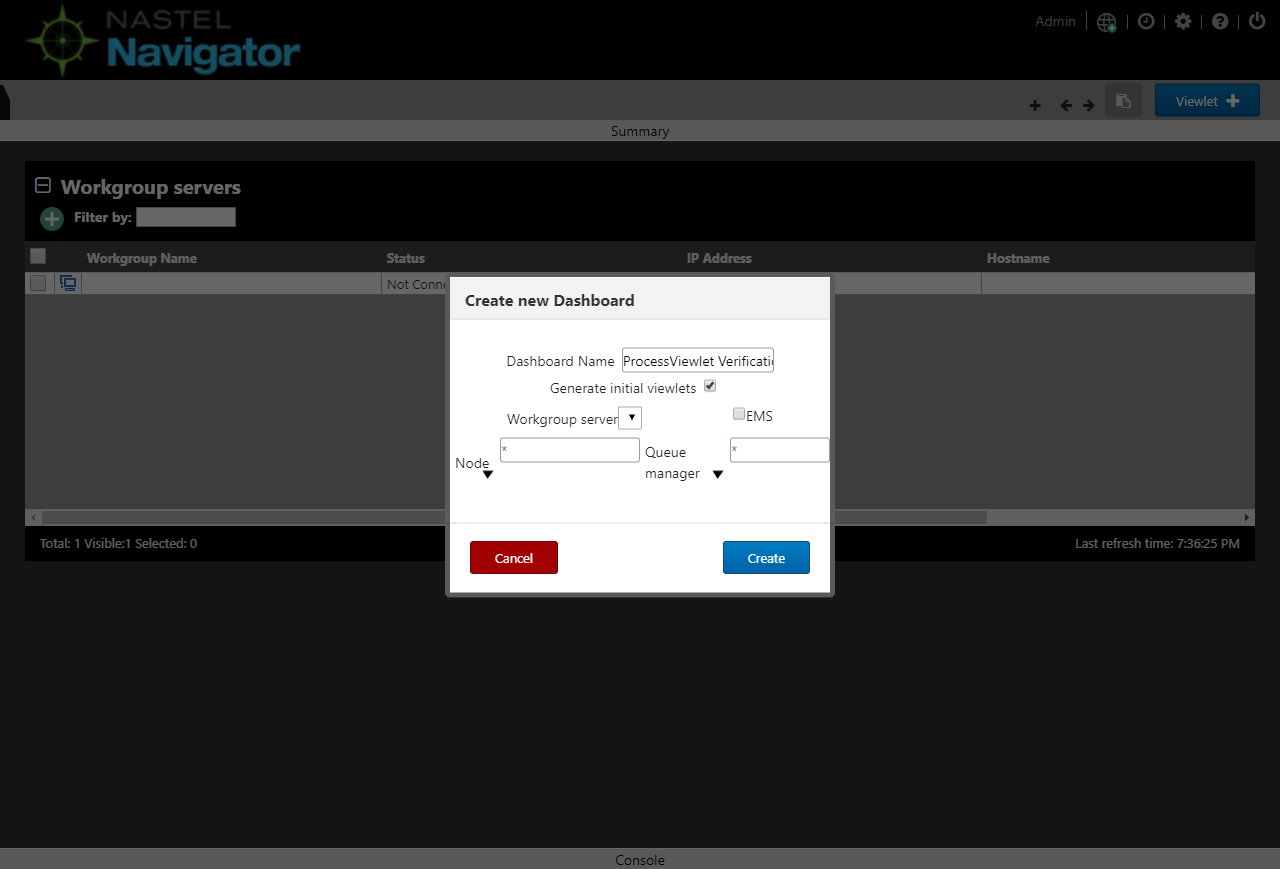 NASTEL
Navigator
Admin
Viewlet
Summary
Workgroup servers
Filter by:
Workgroup Name Status IP Address Hostname
Not Conne
Create new Dashboard
Dashboard Name ProcessViewlet Verificati
Generate initial viewlets
Workgroup server EMS
Node * Queue manager *
Cancel Create
Total: 1 Visible:1 Selected: 0 Last refresh time: 7:36:25 PM
Console